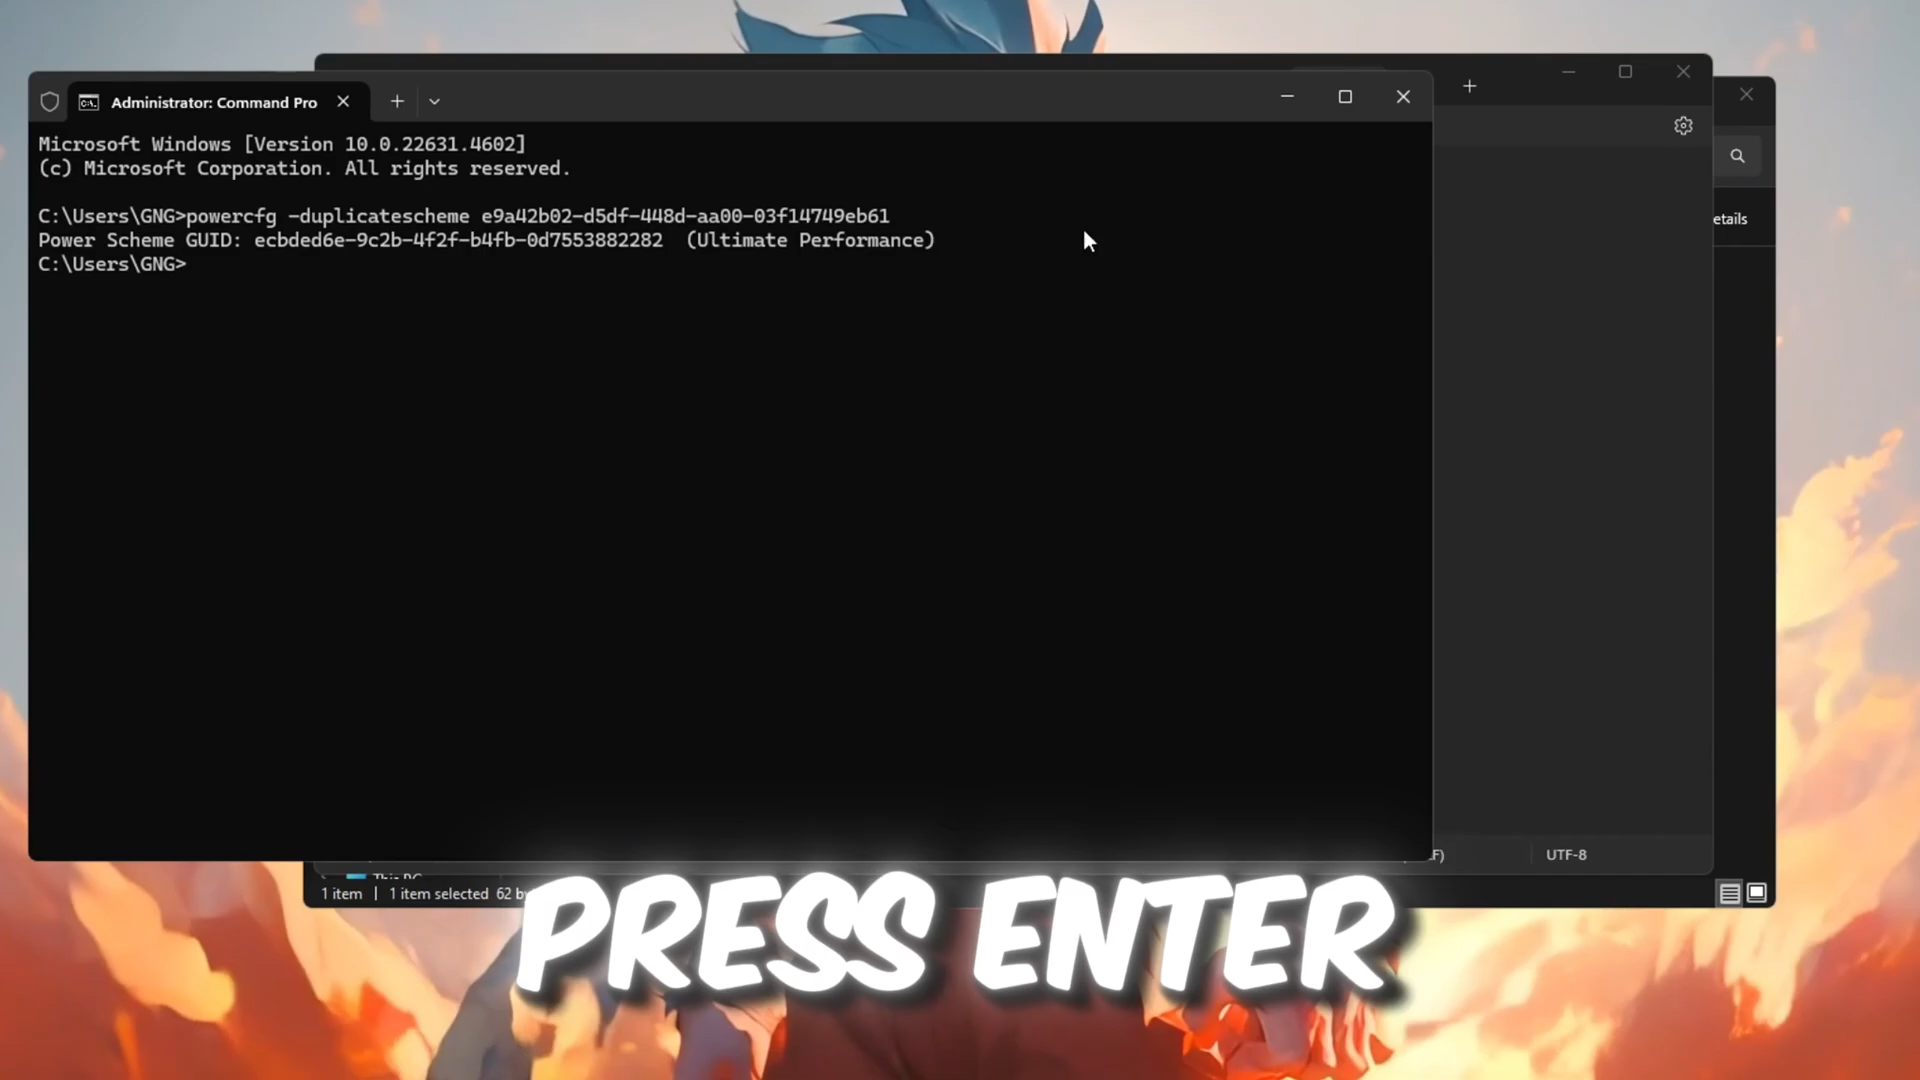 Administrator: Command Pro
Microsoft Windows [Version 10.0.22631.4602]
(c) Microsoft Corporation. All rights reserved.
C:\Users\GNG>powercfg -duplicatescheme e9a42b02-d5df-448d-aa00-03f14749eb61
Power Scheme GUID: ecbded6e-9c2b-4f2f-b4fb-0d7553882282  (Ultimate Performance)
C:\Users\GNG>
etails
UTF-8
1 item | 1 item selected 62 b
PRESS ENTER